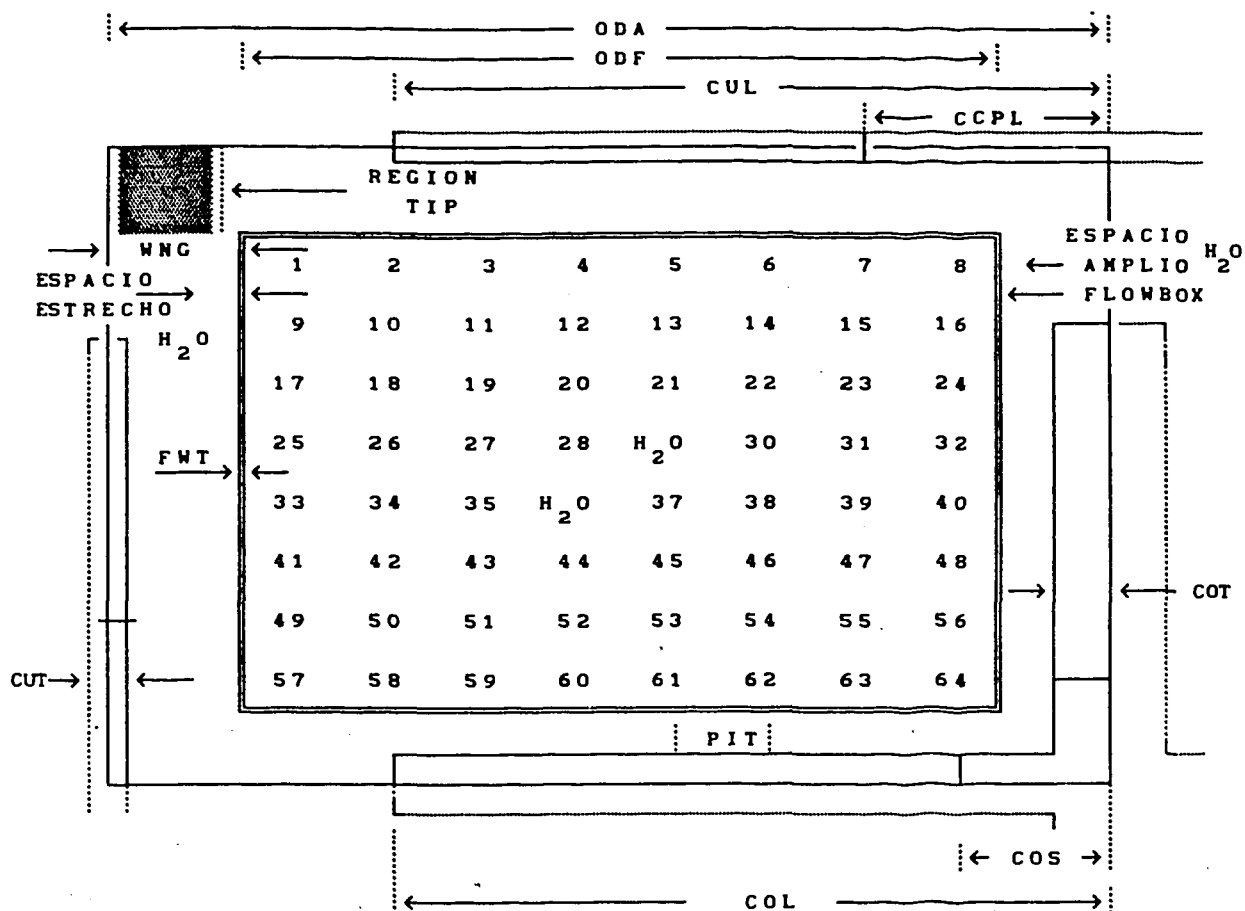 ODA
ODF
CUL
CCPL
REGION
TIP
WNG
ESPACIO
ESTRECHO
H2O
ESPACIO
AMPLIO H2O
FLOWBOX
1 2 3 4 5 6 7 8
9 10 11 12 13 14 15 16
17 18 19 20 21 22 23 24
25 26 27 28 H2O 30 31 32
FWT
33 34 35 H2O 37 38 39 40
41 42 43 44 45 46 47 48
COT
49 50 51 52 53 54 55 56
CUT
57 58 59 60 61 62 63 64
PIT
COS
COL